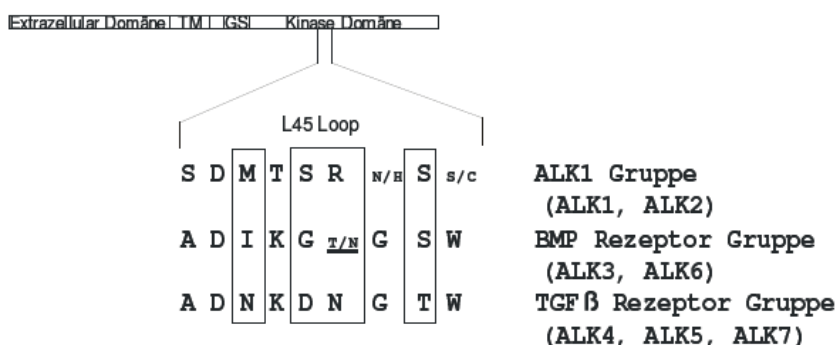 Extrazellular Domäne TM GS Kinase Domäne
L45 Loop
S D M T S R N/H S S/C ALK1 Gruppe
(ALK1, ALK2)
A D I K G T/N G S W BMP Rezeptor Gruppe
(ALK3, ALK6)
A D N K D N G T W TGFβ Rezeptor Gruppe
(ALK4, ALK5, ALK7)